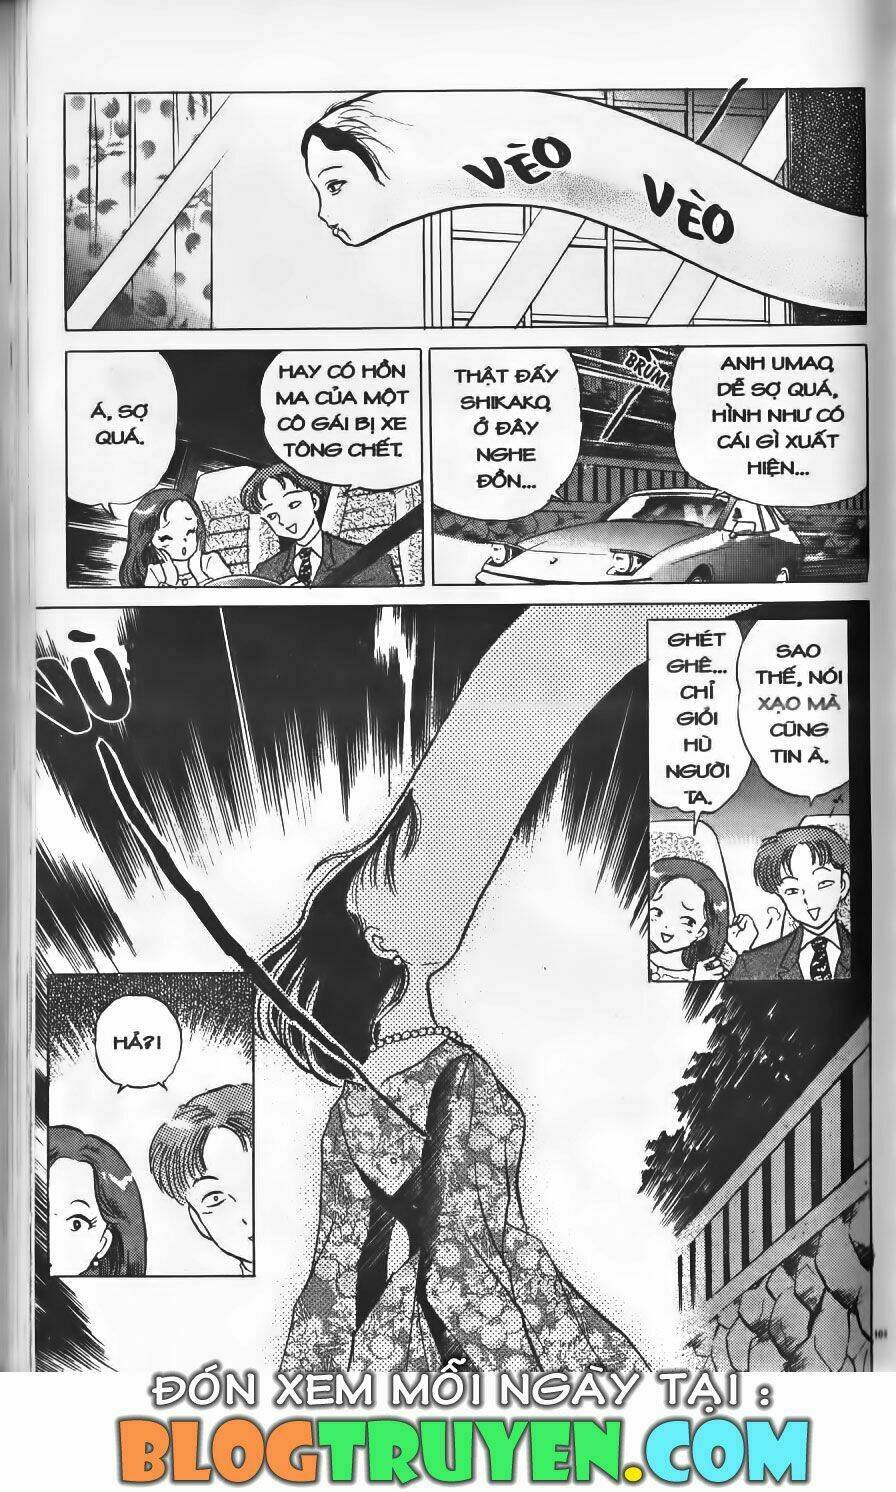 VÈO
VÈO
ANH UMAO,
DỄ SỢ QUÁ,
HÌNH NHƯ CÓ
CÁI GÌ XUẤT
HIỆN...
BRÙM
THẬT ĐẤY
SHIKAKO,
Ở ĐÂY
NGHE
ĐỒN...
HAY CÓ HỒN
MA CỦA MỘT
CÔ GÁI BỊ XE
TÔNG CHẾT.
Á, SỢ
QUÁ.
SAO
THẾ, NÓI
XẠO MÀ
CŨNG
TIN À.
GHÉT
GHÊ...
CHỈ
GIỎI
HÙ
NGƯỜI
TA.
VÙ
HẢ?!
101
ĐÓN XEM MỖI NGÀY TẠI :
BLOGTRUYEN.COM